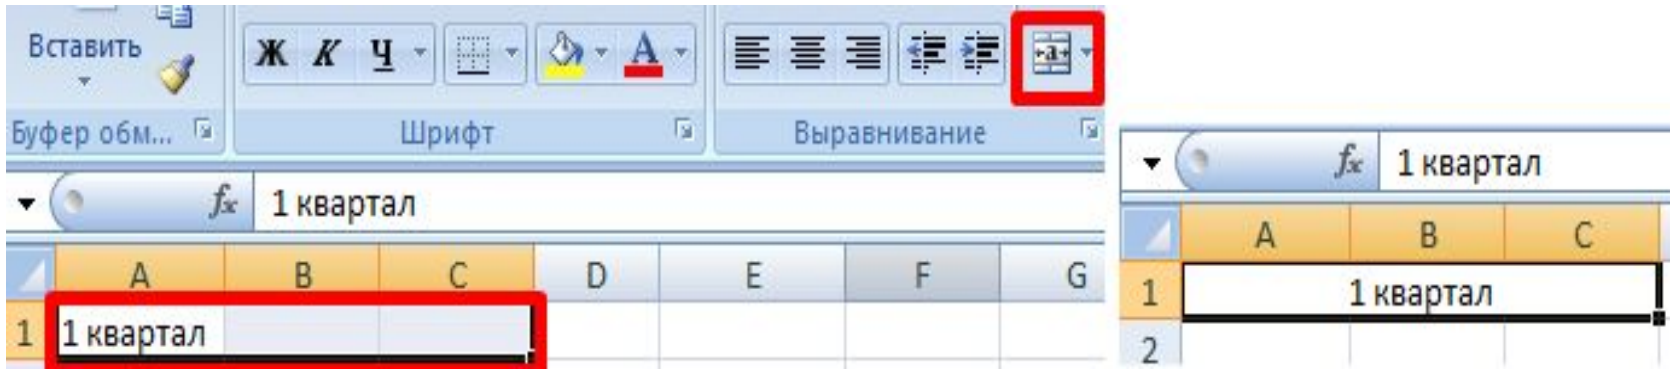 Вставить
Ж К Ч А
a
Буфер обм... Шрифт Выравнивание
fx 1 квартал
A B C D E F G
1 1 квартал
fx 1 квартал
A B C
1 1 квартал
2